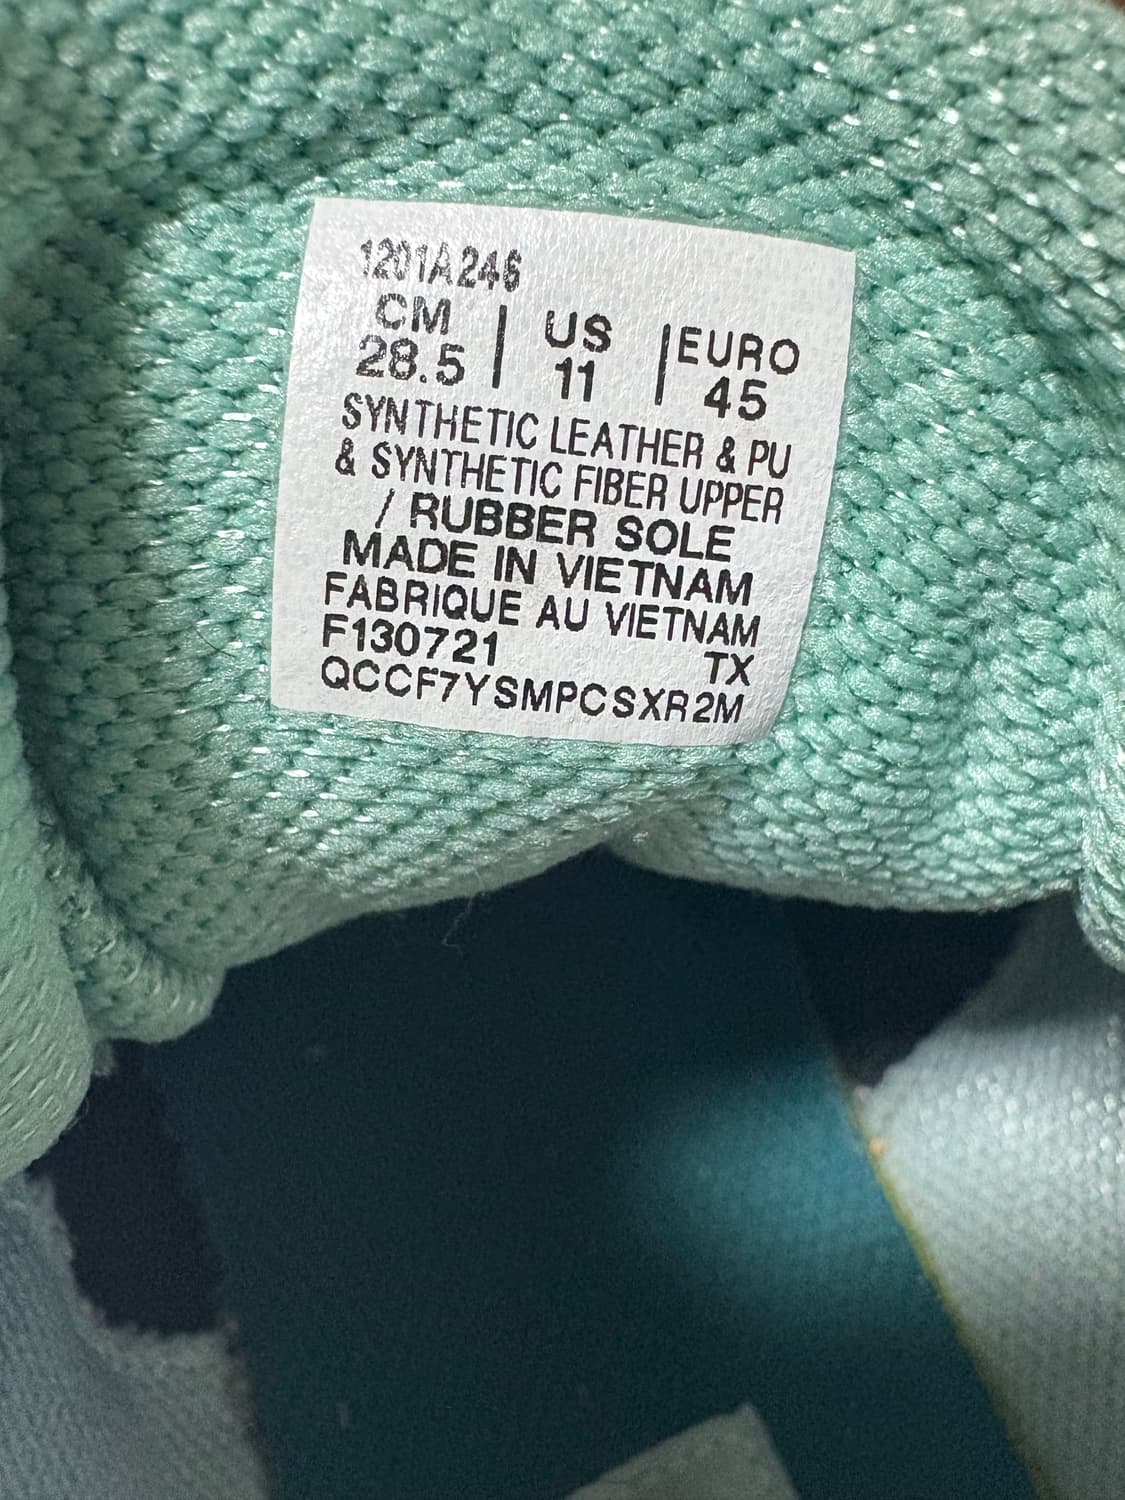 1201A246
CM | US | EURO
28.5 | 11 | 45
SYNTHETIC LEATHER & PU
& SYNTHETIC FIBER UPPER
/ RUBBER SOLE
MADE IN VIETNAM
FABRIQUE AU VIETNAM
F130721 TX
QCCF7YSMPCSXR2M